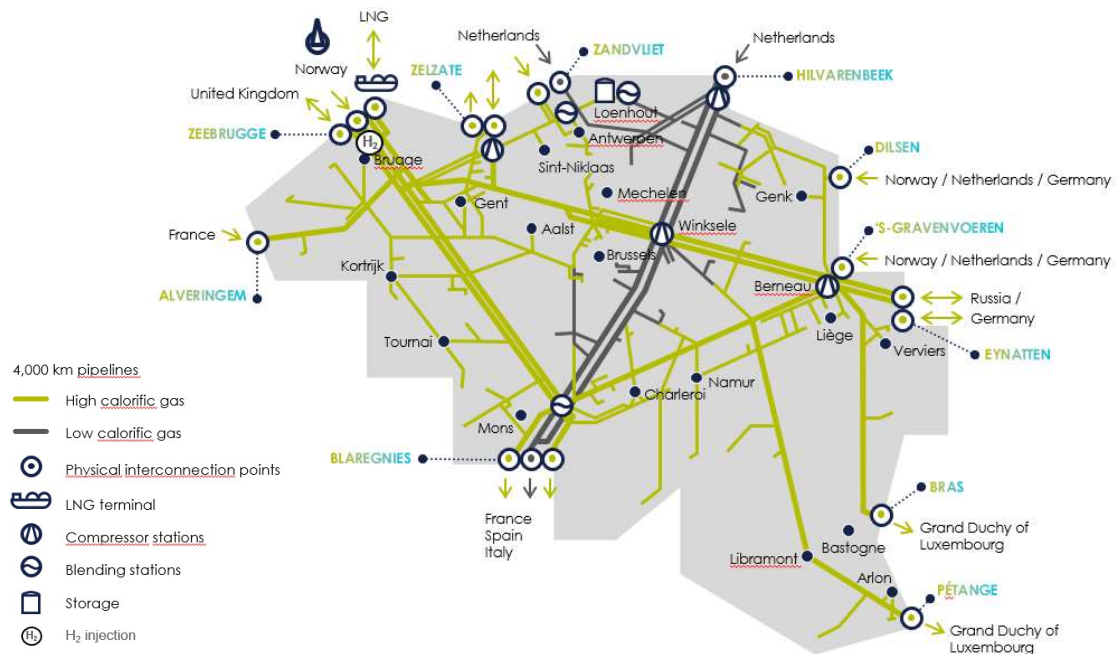 LNG
Norway
Netherlands
ZANDVLIET
Netherlands
ZELZATE
HILVARENBEEK
United Kingdom
Loenhout
ZEEBRUGGE
H₂
Antwerpen
Brugge
Sint-Niklaas
DILSEN
Norway / Netherlands / Germany
Mechelen
Genk
Gent
France
Aalst
Winksele
'S-GRAVENVOEREN
Brussels
Norway / Netherlands / Germany
Kortrijk
Berneau
ALVERINGEM
Russia /
Germany
Liège
Tournai
Verviers
EYNATTEN
4,000 km pipelines
High calorific gas
Low calorific gas
Physical interconnection points
LNG terminal
Compressor stations
Blending stations
Storage
H₂ H₂ injection
Charleroi
Namur
Mons
BLAREGNIES
France
Spain
Italy
BRAS
Grand Duchy of
Luxembourg
Bastogne
Libramont
Arlon
PÉTANGE
Grand Duchy of
Luxembourg